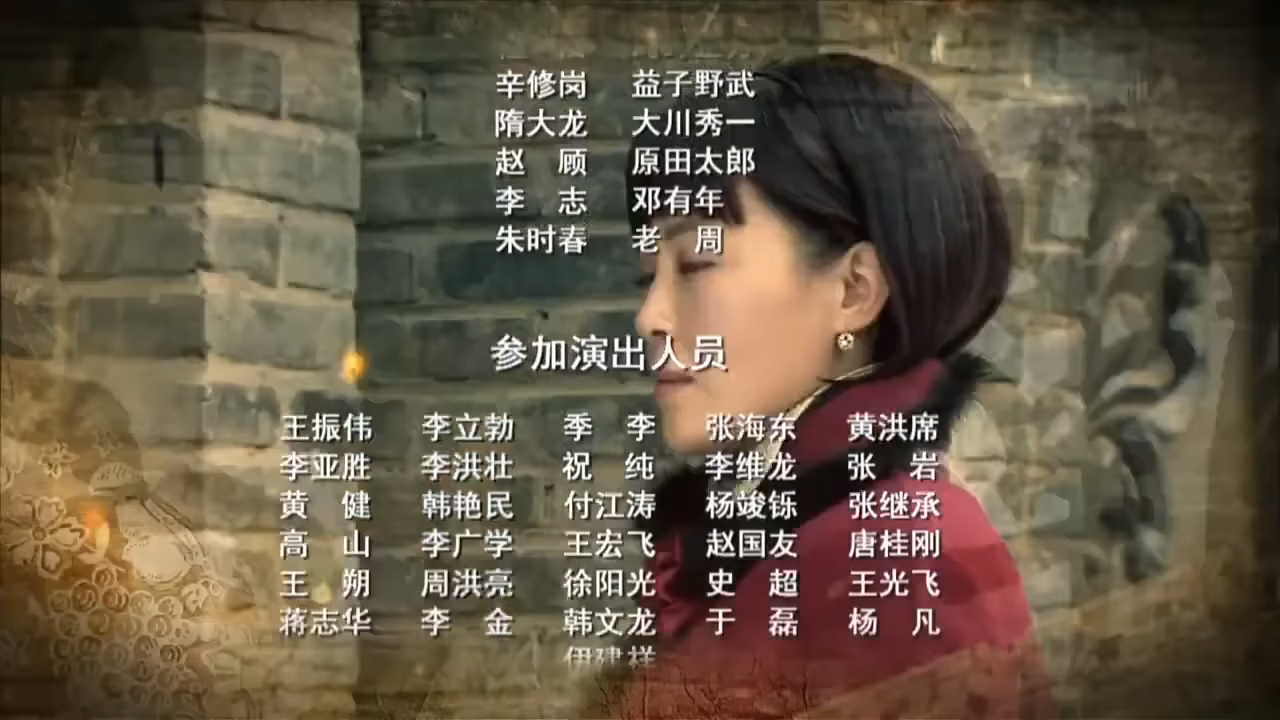 辛修岗 益子野武
隋大龙 大川秀一
赵 顾 原田太郎
李 志 邓有年
朱时春 老 周
参加演出人员
王振伟 李立勃 季 李 张海东 黄洪席
李亚胜 李洪壮 祝 纯 李维龙 张 岩
黄 健 韩艳民 付江涛 杨竣铄 张继承
高 山 李广学 王宏飞 赵国友 唐桂刚
王 朔 周洪亮 徐阳光 史 超 王光飞
蒋志华 李 金 韩文龙 于 磊 杨 凡
伊建祥